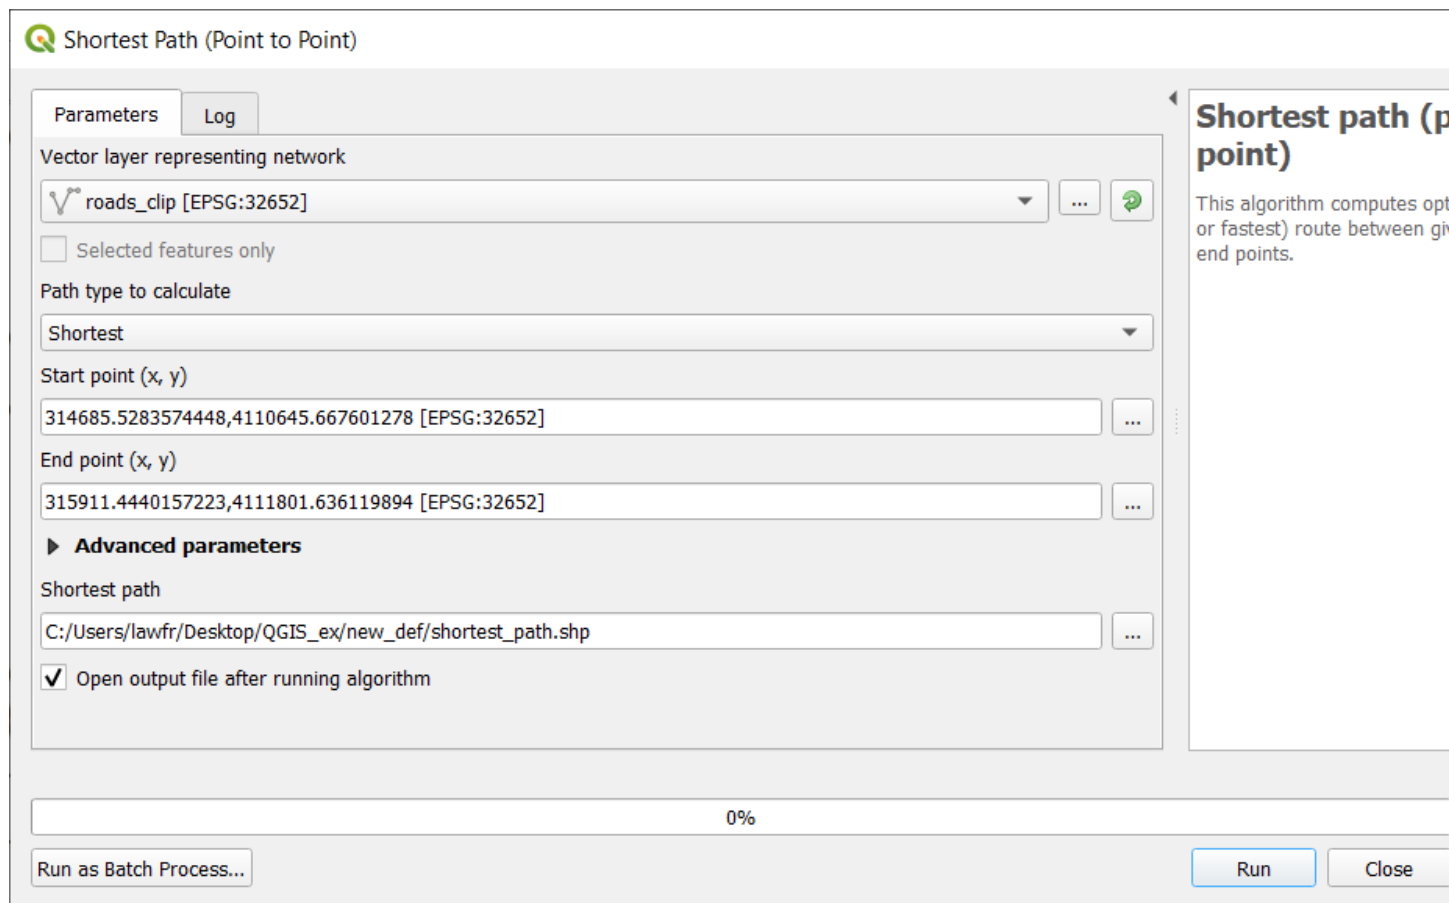 Shortest Path (Point to Point)
Parameters
Log
Vector layer representing network
roads_clip [EPSG:32652]
...
Selected features only
Path type to calculate
Shortest
Start point (x, y)
314685.5283574448,4110645.667601278 [EPSG:32652]
...
End point (x, y)
315911.4440157223,4111801.636119894 [EPSG:32652]
...
Advanced parameters
Shortest path
C:/Users/lawfr/Desktop/QGIS_ex/new_def/shortest_path.shp
...
Open output file after running algorithm
Shortest path (p
point)
This algorithm computes opt
or fastest) route between giv
end points.
0%
Run as Batch Process...
Run
Close